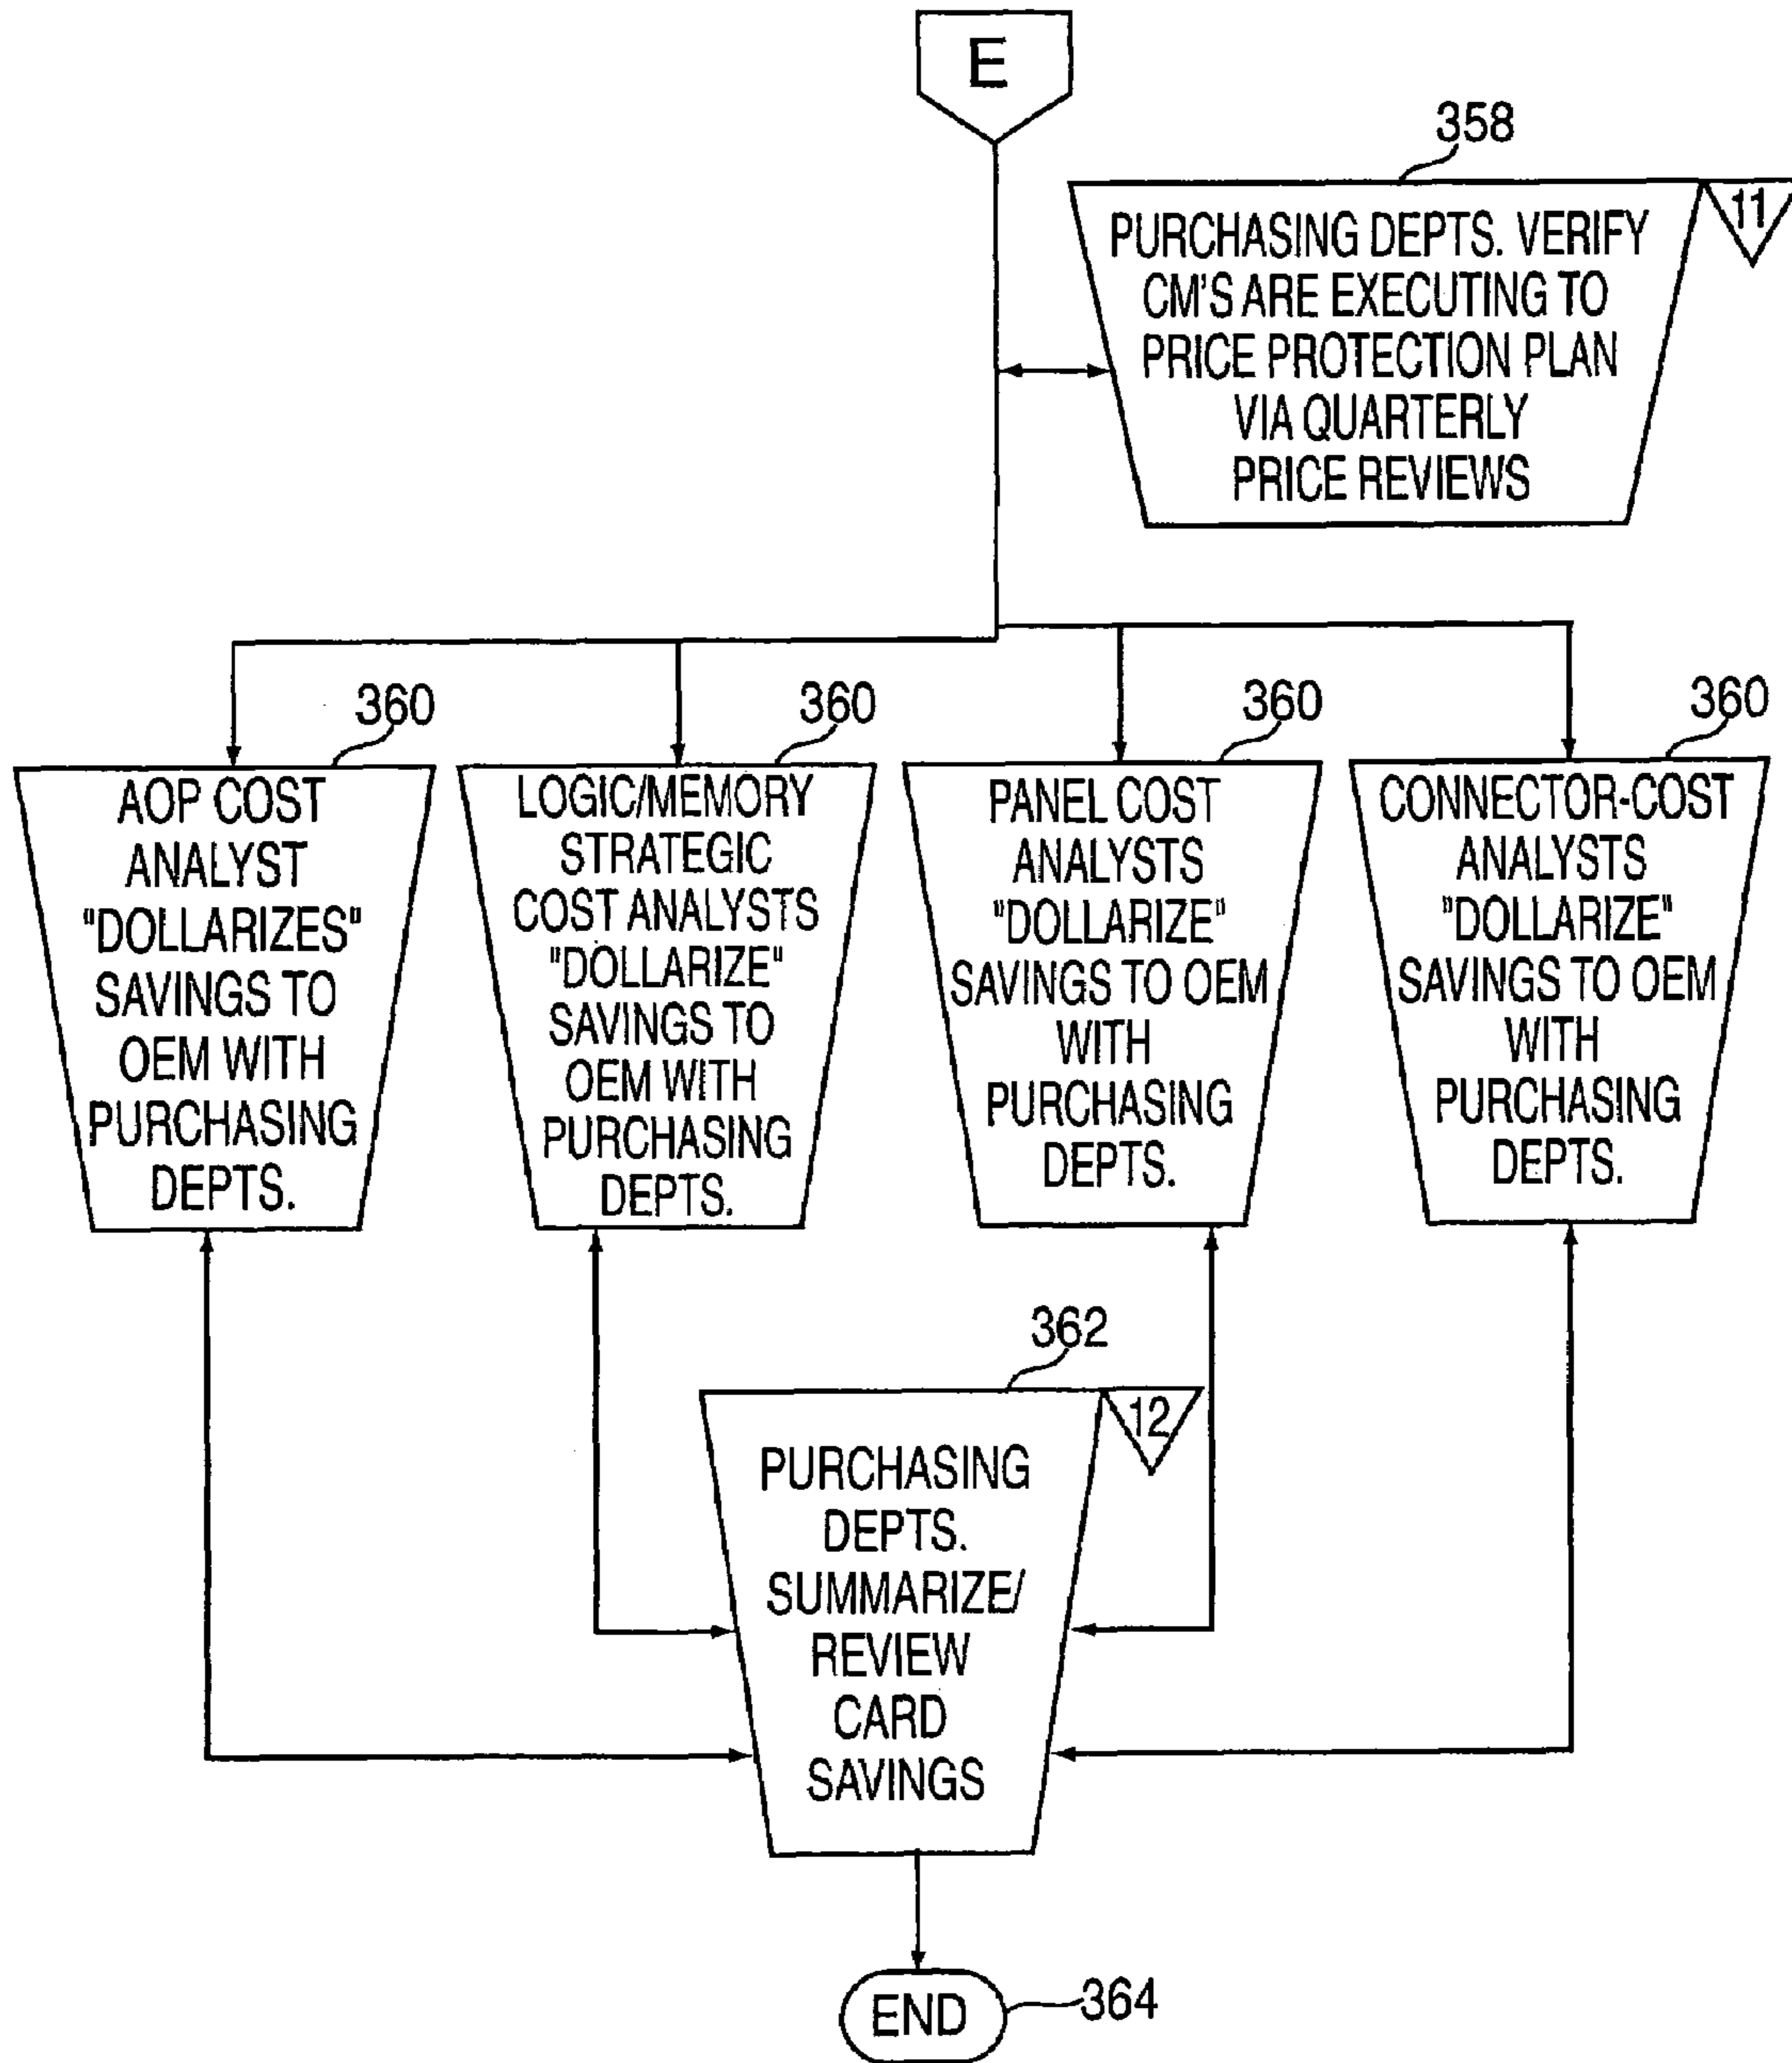 E
358
11
PURCHASING DEPTS. VERIFY
CM'S ARE EXECUTING TO
PRICE PROTECTION PLAN
VIA QUARTERLY
PRICE REVIEWS
360
AOP COST
ANALYST
"DOLLARIZES"
SAVINGS TO
OEM WITH
PURCHASING
DEPTS.
360
LOGIC/MEMORY
STRATEGIC
COST ANALYSTS
"DOLLARIZE"
SAVINGS TO
OEM WITH
PURCHASING
DEPTS.
360
PANEL COST
ANALYSTS
"DOLLARIZE"
SAVINGS TO OEM
WITH
PURCHASING
DEPTS.
360
CONNECTOR-COST
ANALYSTS
"DOLLARIZE"
SAVINGS TO OEM
WITH
PURCHASING
DEPTS.
362
12
PURCHASING
DEPTS.
SUMMARIZE/
REVIEW
CARD
SAVINGS
END
364